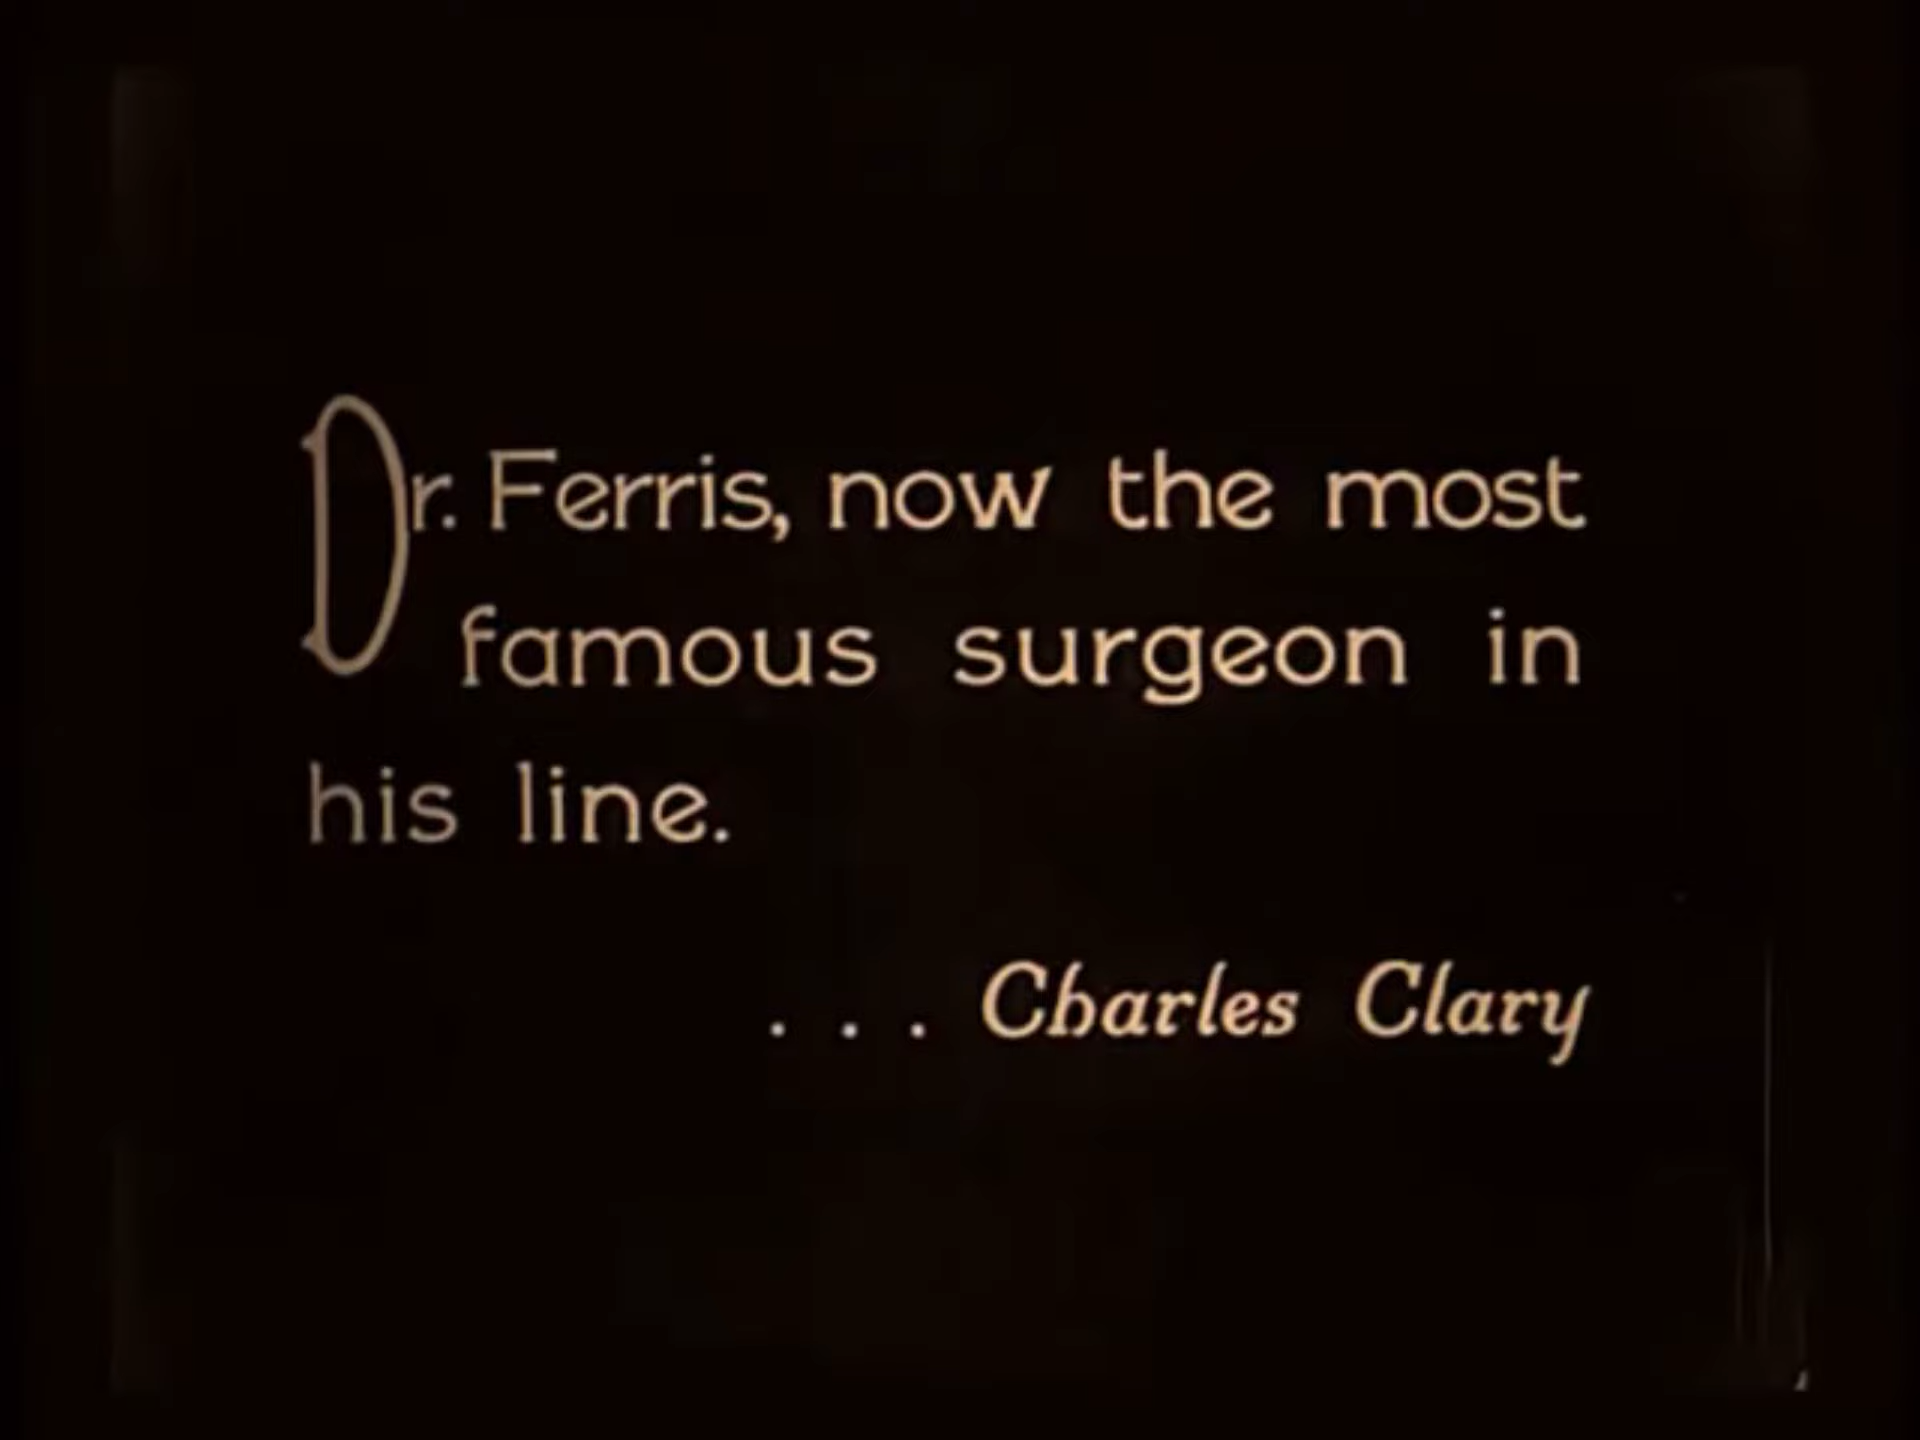 Dr. Ferris, now the most
famous surgeon in
his line.
. . . Charles Clary